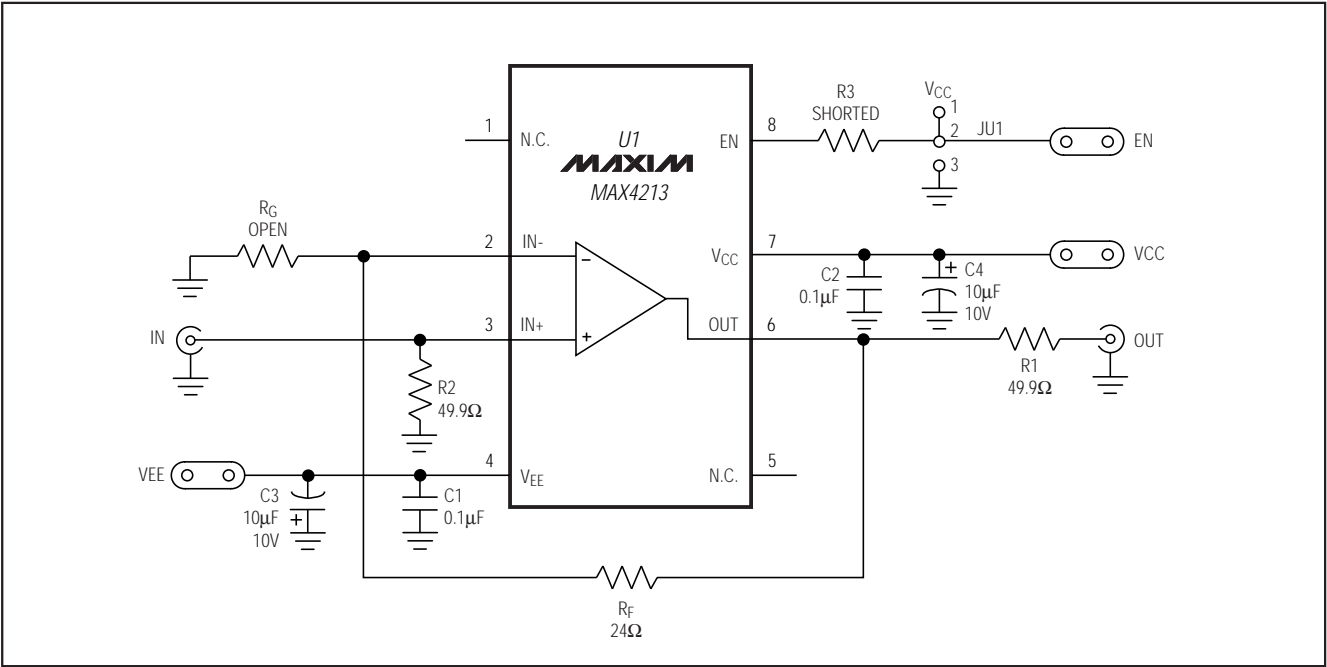 R3
SHORTED
VCC
1
2
JU1
3
EN
1
N.C.
U1
MAXIM
MAX4213
EN
8
RG
OPEN
2
IN-
−
VCC
7
VCC
C2
0.1µF
+
C4
10µF
10V
IN
3
IN+
+
OUT
6
OUT
R1
49.9Ω
R2
49.9Ω
VEE
4
VEE
N.C.
5
C3
10µF
10V
+
C1
0.1µF
RF
24Ω